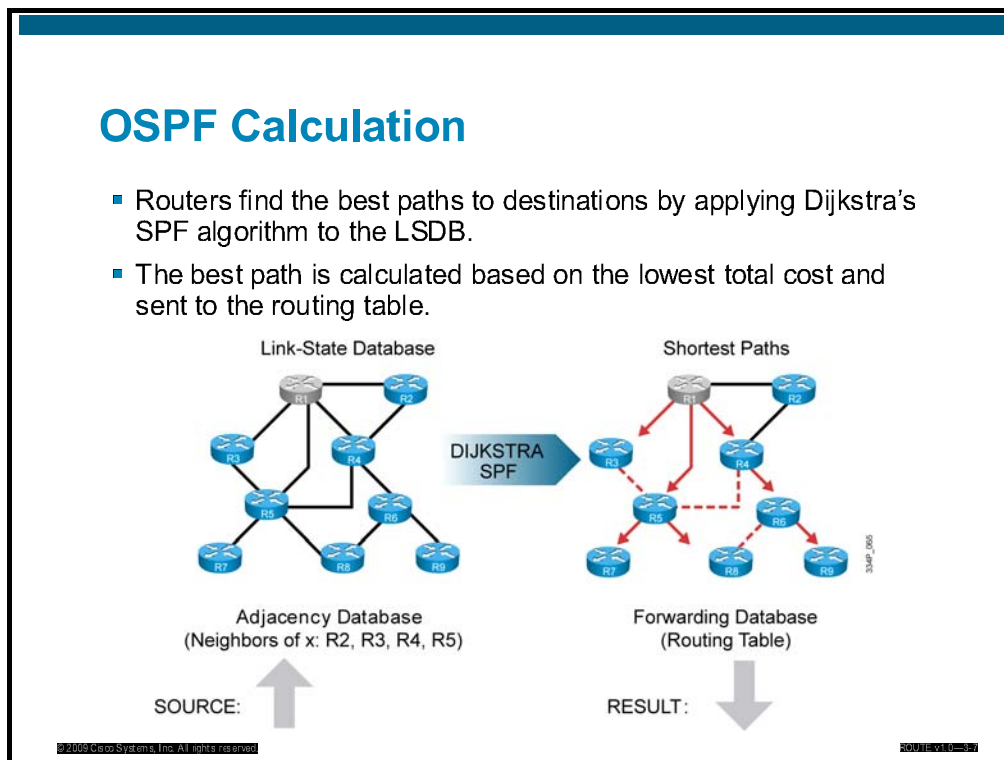 OSPF Calculation
Routers find the best paths to destinations by applying Dijkstra's
SPF algorithm to the LSDB.
The best path is calculated based on the lowest total cost and
sent to the routing table.
Link-State Database
R1
R2
R3
R4
R5
R6
R7
R8
R9
Adjacency Database
(Neighbors of x: R2, R3, R4, R5)
SOURCE:
DIJKSTRA
SPF
Shortest Paths
R1
R2
R3
R4
R5
R6
R7
R8
R9
334P_065
Forwarding Database
(Routing Table)
RESULT:
© 2009 Cisco Systems, Inc. All rights reserved.
ROUTE v1.0—3-7